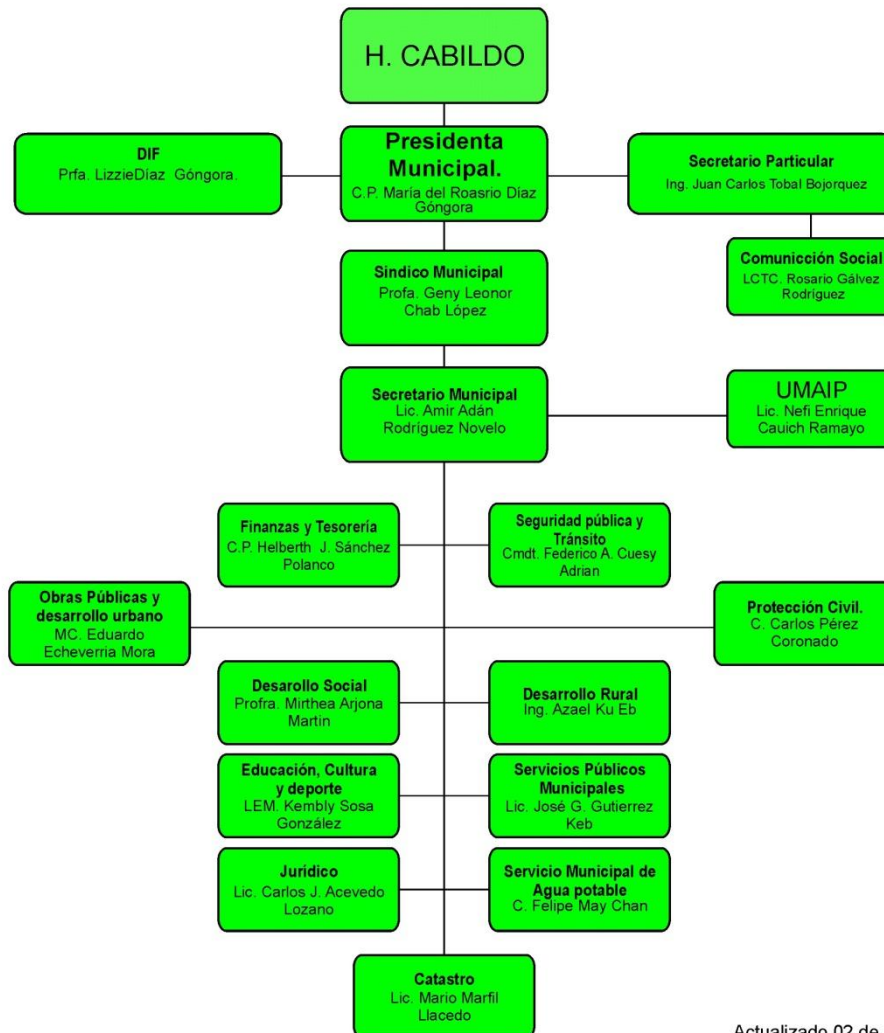 H. CABILDO
DIF
Prfa. LizzieDíaz Góngora.
Presidenta
Municipal.
C.P. María del Roasrio Díaz
Góngora
Secretario Particular
Ing. Juan Carlos Tobal Bojorquez
Comunicción Social
LCTC. Rosario Gálvez
Rodríguez
Sindico Municipal
Profa. Geny Leonor
Chab López
Secretario Municipal
Lic. Amir Adán
Rodríguez Novelo
UMAIP
Lic. Nefi Enrique
Cauich Ramayo
Finanzas y Tesorería
C.P. Helberth J. Sánchez
Polanco
Seguridad pública y
Tránsito
Cmdt. Federico A. Cuesy
Adrian
Obras Públicas y
desarrollo urbano
MC. Eduardo
Echeverria Mora
Protección Civil.
C. Carlos Pérez
Coronado
Desarollo Social
Profra. Mirthea Arjona
Martin
Desarrollo Rural
Ing. Azael Ku Eb
Educación, Cultura
y deporte
LEM. Kembly Sosa
González
Servicios Públicos
Municipales
Lic. José G. Gutierrez
Keb
Jurídico
Lic. Carlos J. Acevedo
Lozano
Servicio Municipal de
Agua potable
C. Felipe May Chan
Catastro
Lic. Mario Marfil
Llacedo
Actualizado 02 de